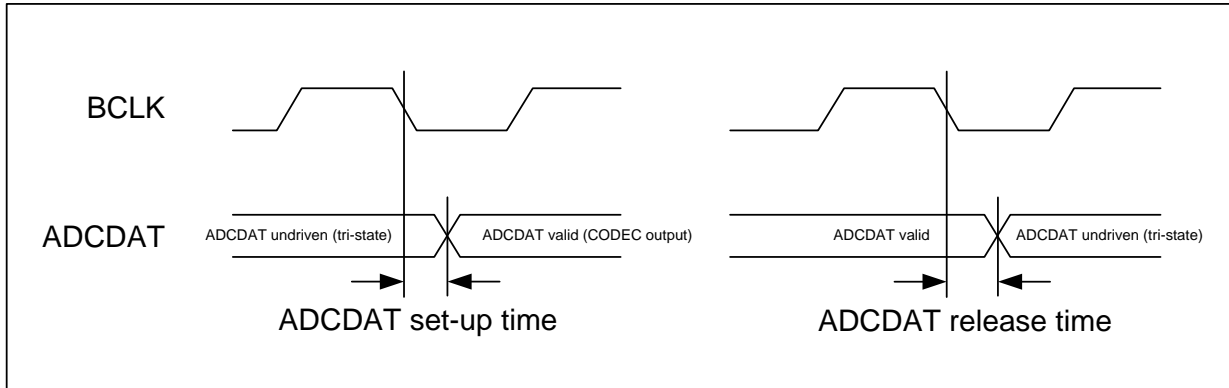 BCLK
ADCDAT
ADCDAT undriven (tri-state)
ADCDAT valid (CODEC output)
ADCDAT valid
ADCDAT undriven (tri-state)
ADCDAT set-up time
ADCDAT release time